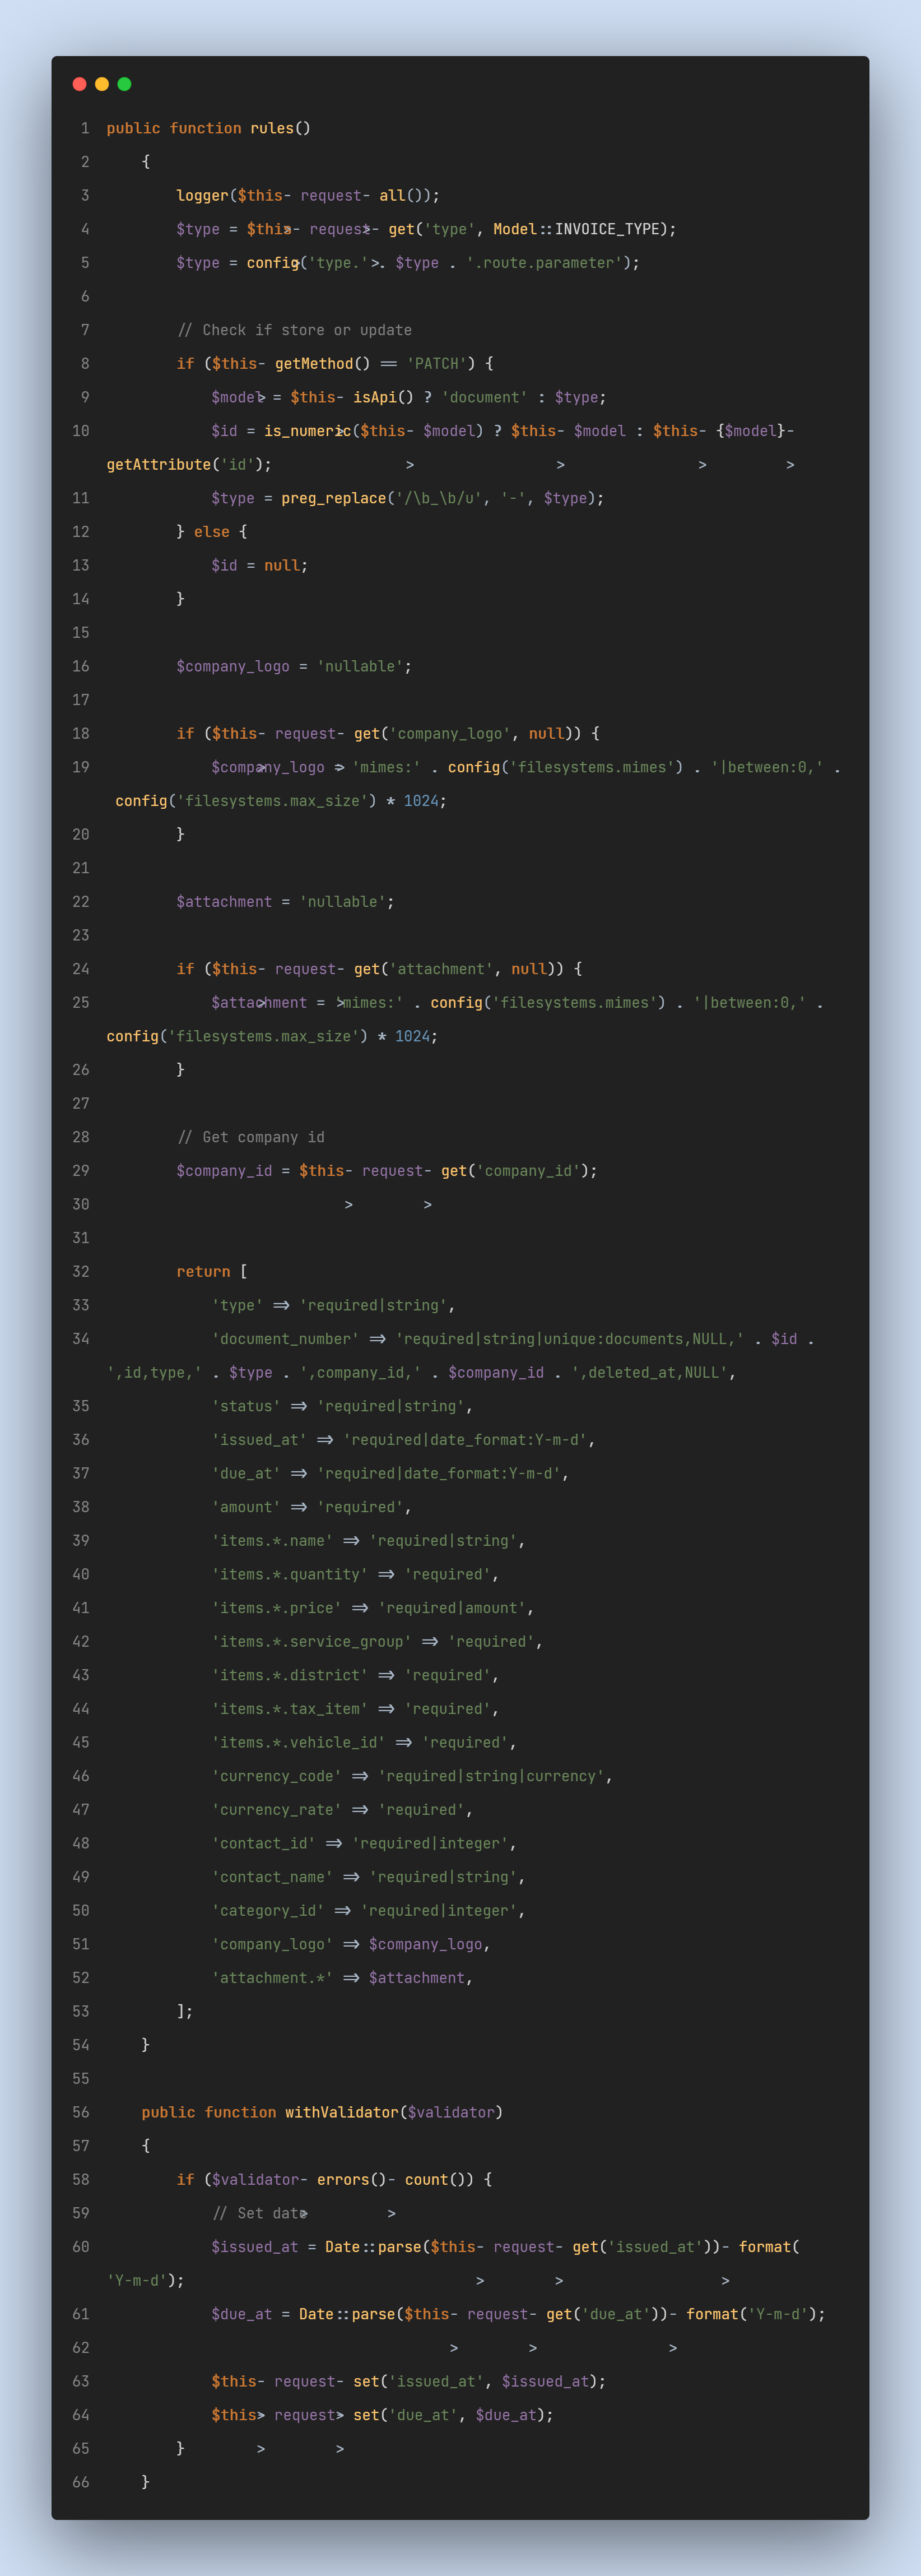 1 public function rules()
2 {
3 logger($this->request->all());
4 $type = $this->request->get('type', Model::INVOICE_TYPE);
5 $type = config('type.' . $type . '.route.parameter');
6
7 // Check if store or update
8 if ($this->getMethod() == 'PATCH') {
9 $model = $this->isApi() ? 'document' : $type;
10 $id = is_numeric($this->$model) ? $this->$model : $this->{$model}->
getAttribute('id');
11 $type = preg_replace('/\b_\b/u', '-', $type);
12 } else {
13 $id = null;
14 }
15
16 $company_logo = 'nullable';
17
18 if ($this->request->get('company_logo', null)) {
19 $company_logo = 'mimes:' . config('filesystems.mimes') . '|between:0,' .
config('filesystems.max_size') * 1024;
20 }
21
22 $attachment = 'nullable';
23
24 if ($this->request->get('attachment', null)) {
25 $attachment = 'mimes:' . config('filesystems.mimes') . '|between:0,' .
config('filesystems.max_size') * 1024;
26 }
27
28 // Get company id
29 $company_id = $this->request->get('company_id');
30
31
32 return [
33 'type' => 'required|string',
34 'document_number' => 'required|string|unique:documents,NULL,' . $id .
',id,type,' . $type . ',company_id,' . $company_id . ',deleted_at,NULL',
35 'status' => 'required|string',
36 'issued_at' => 'required|date_format:Y-m-d',
37 'due_at' => 'required|date_format:Y-m-d',
38 'amount' => 'required',
39 'items.*.name' => 'required|string',
40 'items.*.quantity' => 'required',
41 'items.*.price' => 'required|amount',
42 'items.*.service_group' => 'required',
43 'items.*.district' => 'required',
44 'items.*.tax_item' => 'required',
45 'items.*.vehicle_id' => 'required',
46 'currency_code' => 'required|string|currency',
47 'currency_rate' => 'required',
48 'contact_id' => 'required|integer',
49 'contact_name' => 'required|string',
50 'category_id' => 'required|integer',
51 'company_logo' => $company_logo,
52 'attachment.*' => $attachment,
53 ];
54 }
55
56 public function withValidator($validator)
57 {
58 if ($validator->errors()->count()) {
59 // Set date
60 $issued_at = Date::parse($this->request->get('issued_at'))->format(
'Y-m-d');
61 $due_at = Date::parse($this->request->get('due_at'))->format('Y-m-d');
62
63 $this->request->set('issued_at', $issued_at);
64 $this->request->set('due_at', $due_at);
65 }
66 }